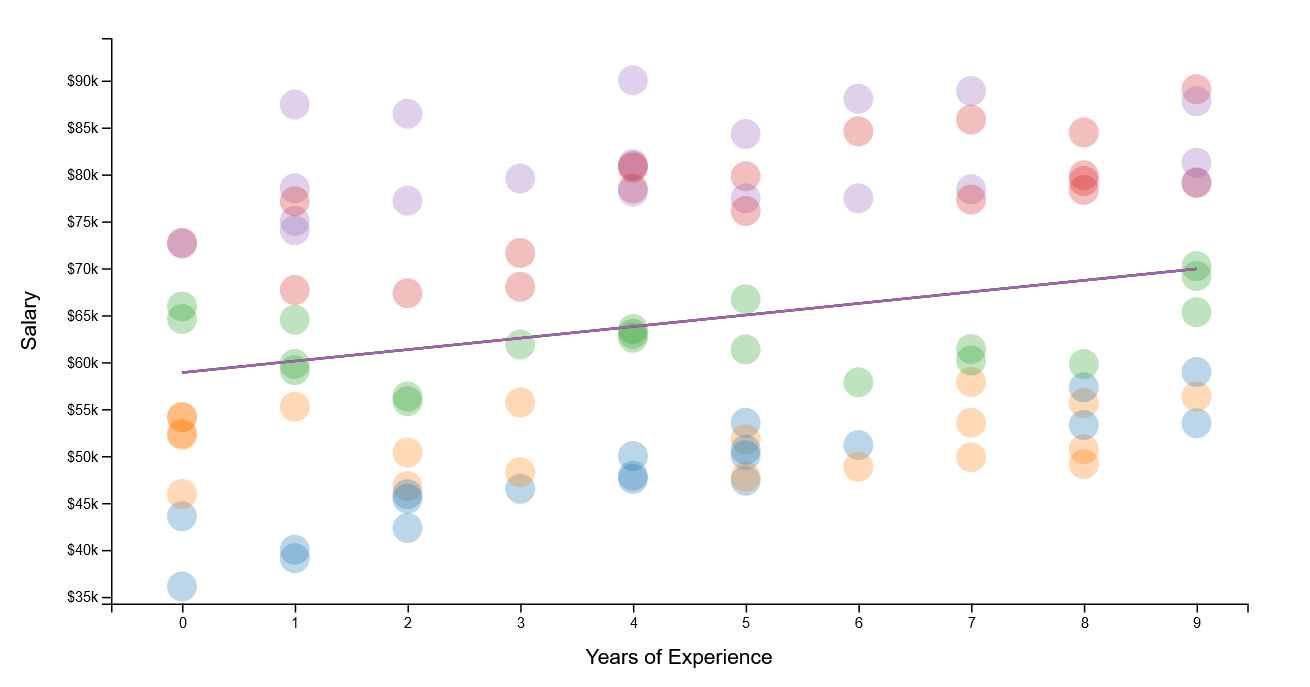 Salary
$90k
$85k
$80k
$75k
$70k
$65k
$60k
$55k
$50k
$45k
$40k
$35k
0 1 2 3 4 5 6 7 8 9
Years of Experience